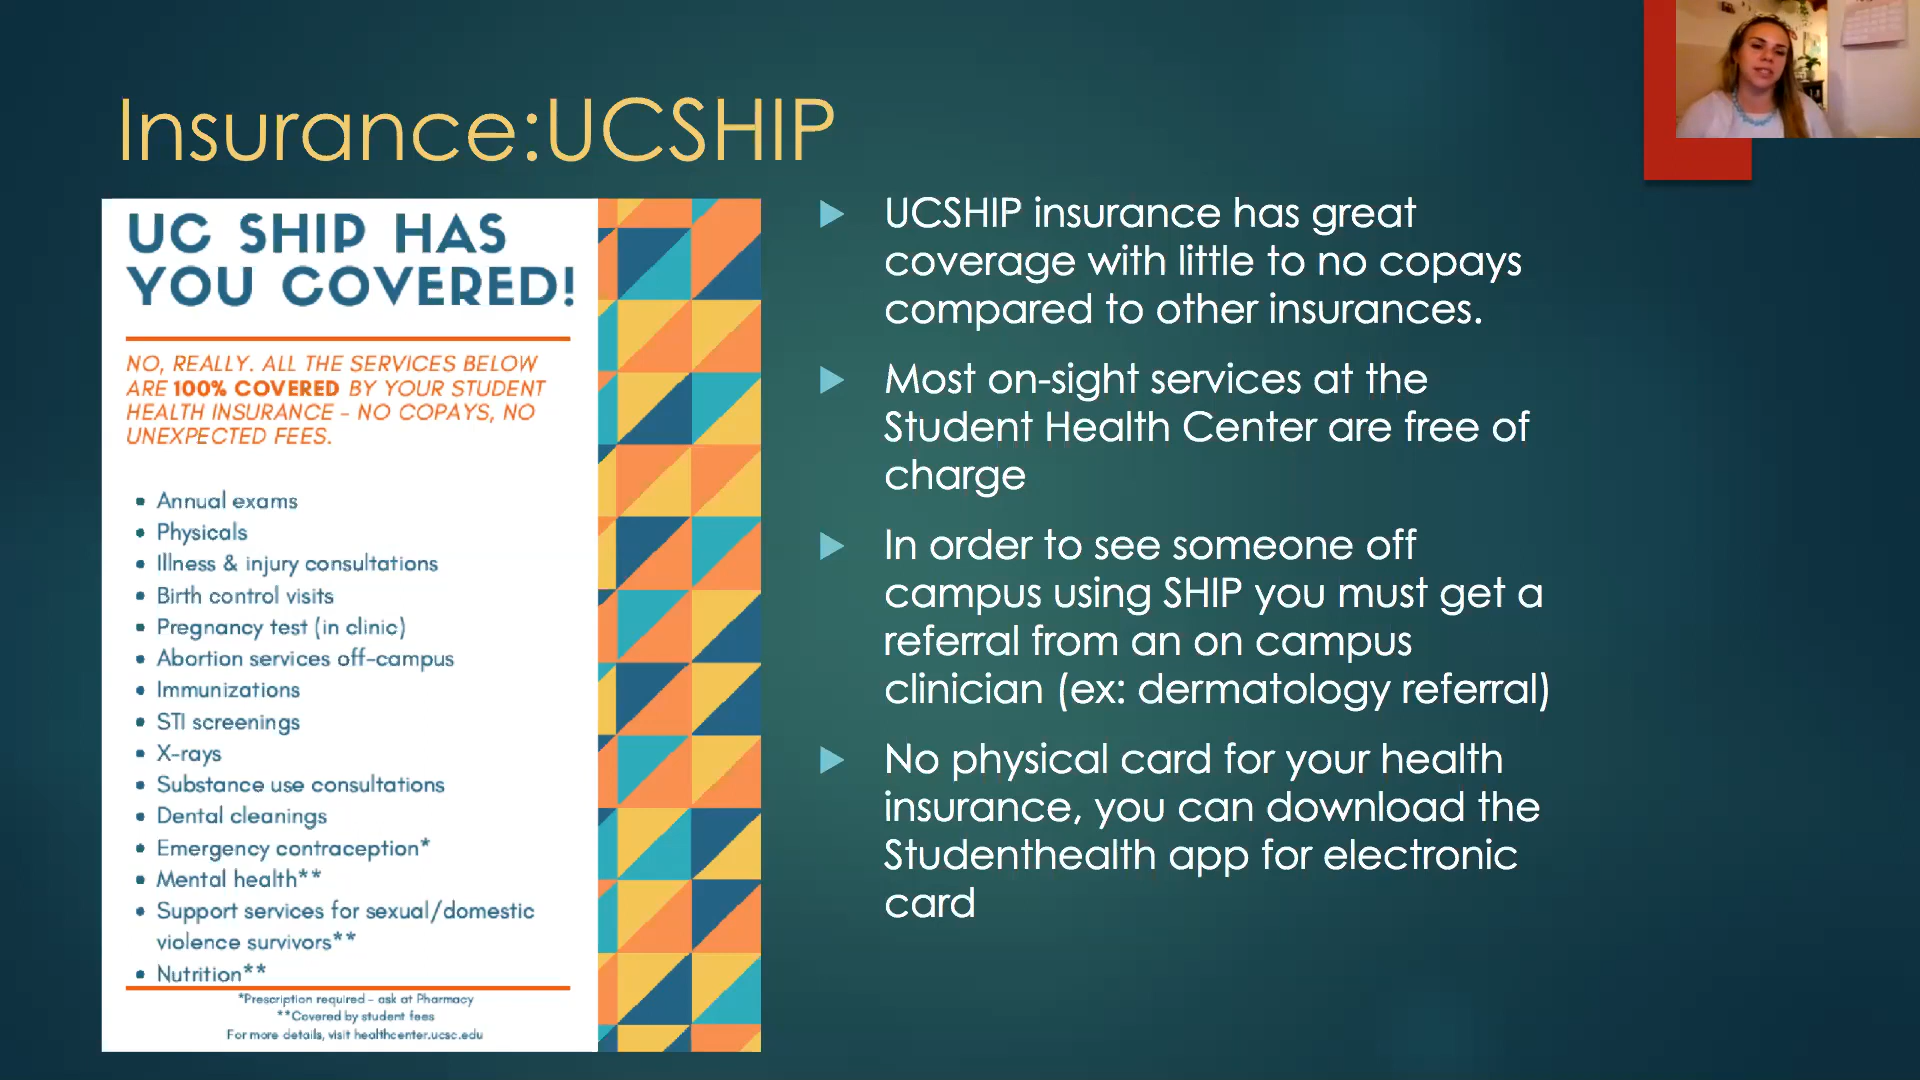 Insurance:UCSHIP
UC SHIP HAS
YOU COVERED!
NO, REALLY. ALL THE SERVICES BELOW
ARE 100% COVERED BY YOUR STUDENT
HEALTH INSURANCE - NO COPAYS, NO
UNEXPECTED FEES.
• Annual exams
• Physicals
• Illness & injury consultations
• Birth control visits
• Pregnancy test (in clinic)
• Abortion services off-campus
• Immunizations
• STI screenings
• X-rays
• Substance use consultations
• Dental cleanings
• Emergency contraception*
• Mental health**
• Support services for sexual/domestic
violence survivors**
• Nutrition**
*Prescription required - ask at Pharmacy
**Covered by student fees
For more details, visit healthcenter.ucsc.edu
UCSHIP insurance has great
coverage with little to no copays
compared to other insurances.
Most on-sight services at the
Student Health Center are free of
charge
In order to see someone off
campus using SHIP you must get a
referral from an on campus
clinician (ex: dermatology referral)
No physical card for your health
insurance, you can download the
Studenthealth app for electronic
card